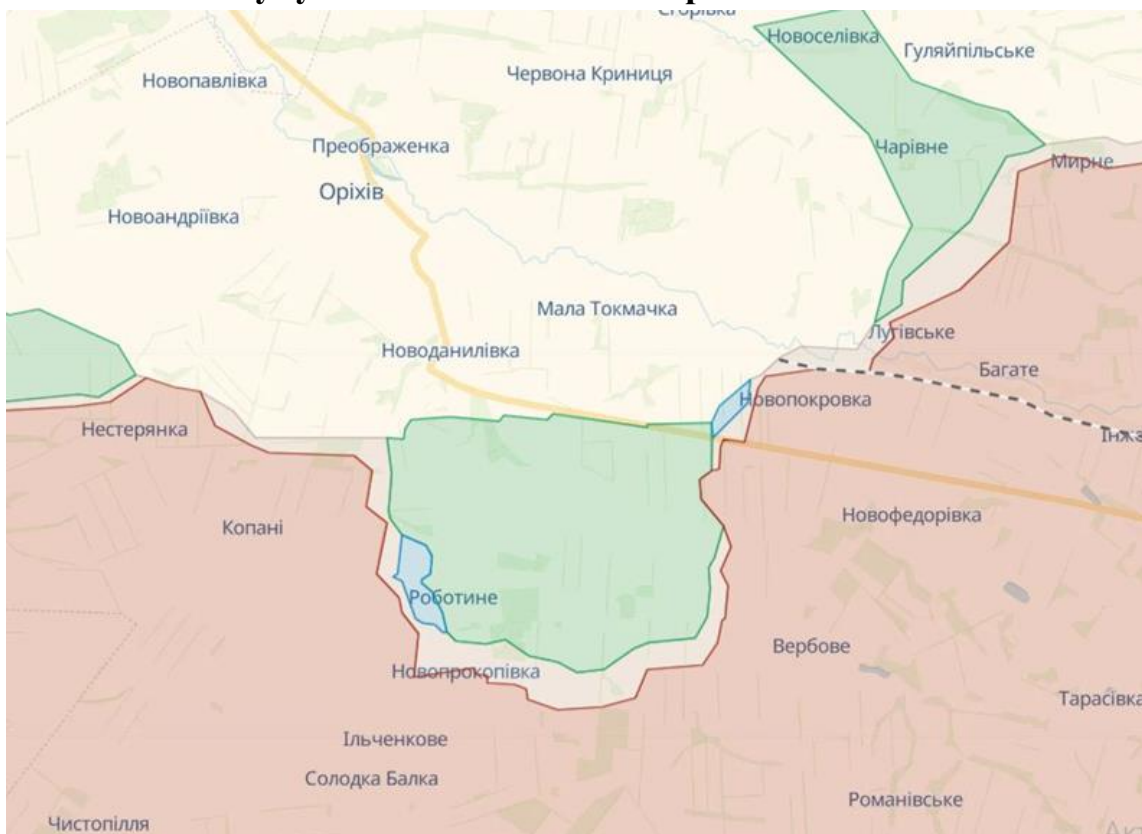 Новоселівка
Гуляйпільське
Червона Криниця
Новопавлівка
Преображенка
Чарівне
Мирне
Оріхів
Новоандріївка
Мала Токмачка
Лугівське
Новоданилівка
Багате
Новопокровка
Нестерянка
Новофедорівка
Копані
Роботине
Вербове
Новопрокопівка
Тарасівка
Ільченкове
Солодка Балка
Романівське
Чистопілля